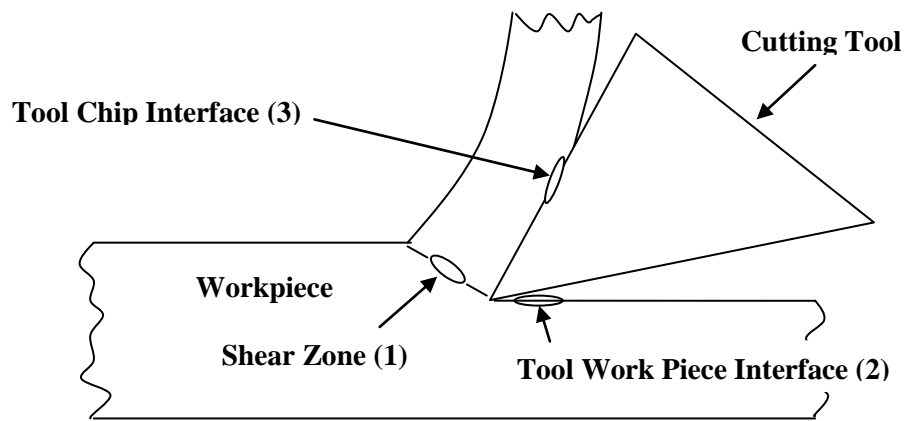 Cutting Tool
Tool Chip Interface (3)
Workpiece
Shear Zone (1)
Tool Work Piece Interface (2)